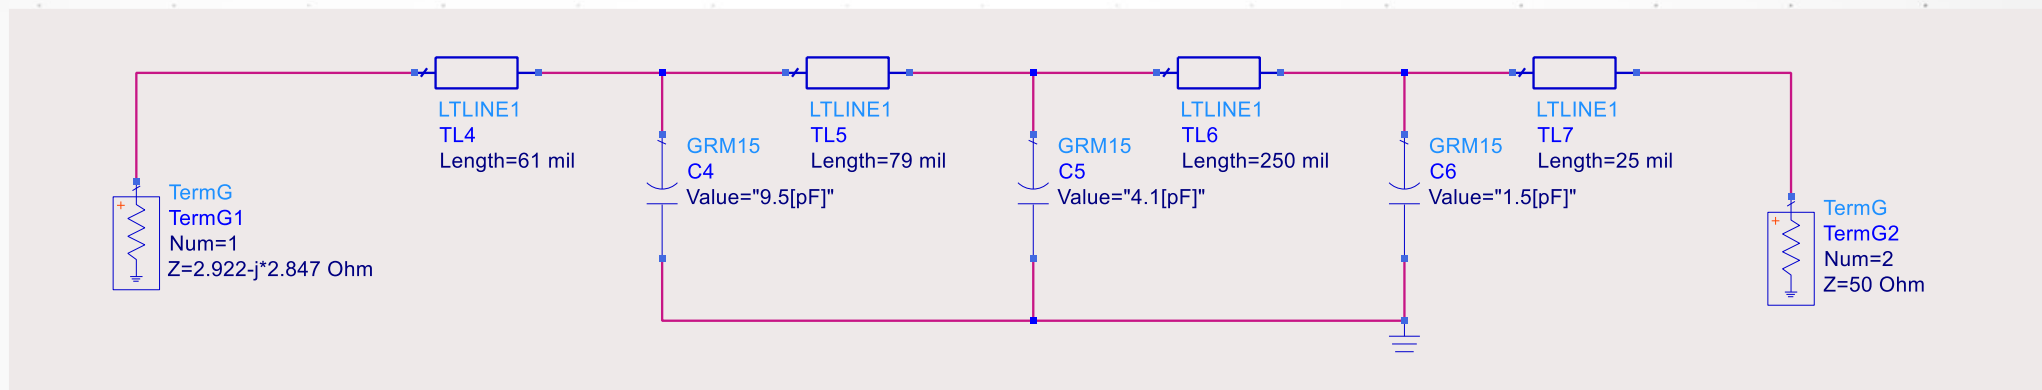 LTLINE1
TL4
Length=61 mil
LTLINE1
TL5
Length=79 mil
LTLINE1
TL6
Length=250 mil
LTLINE1
TL7
Length=25 mil
GRM15
C4
Value="9.5[pF]"
GRM15
C5
Value="4.1[pF]"
GRM15
C6
Value="1.5[pF]"
+
TermG
TermG1
Num=1
Z=2.922-j*2.847 Ohm
+
TermG
TermG2
Num=2
Z=50 Ohm